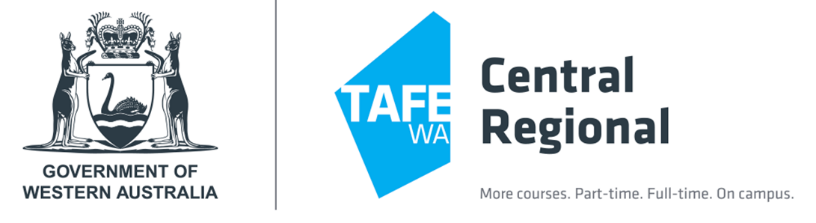 GOVERNMENT OF
WESTERN AUSTRALIA
TAFE
WA
Central
Regional
More courses. Part-time. Full-time. On campus.